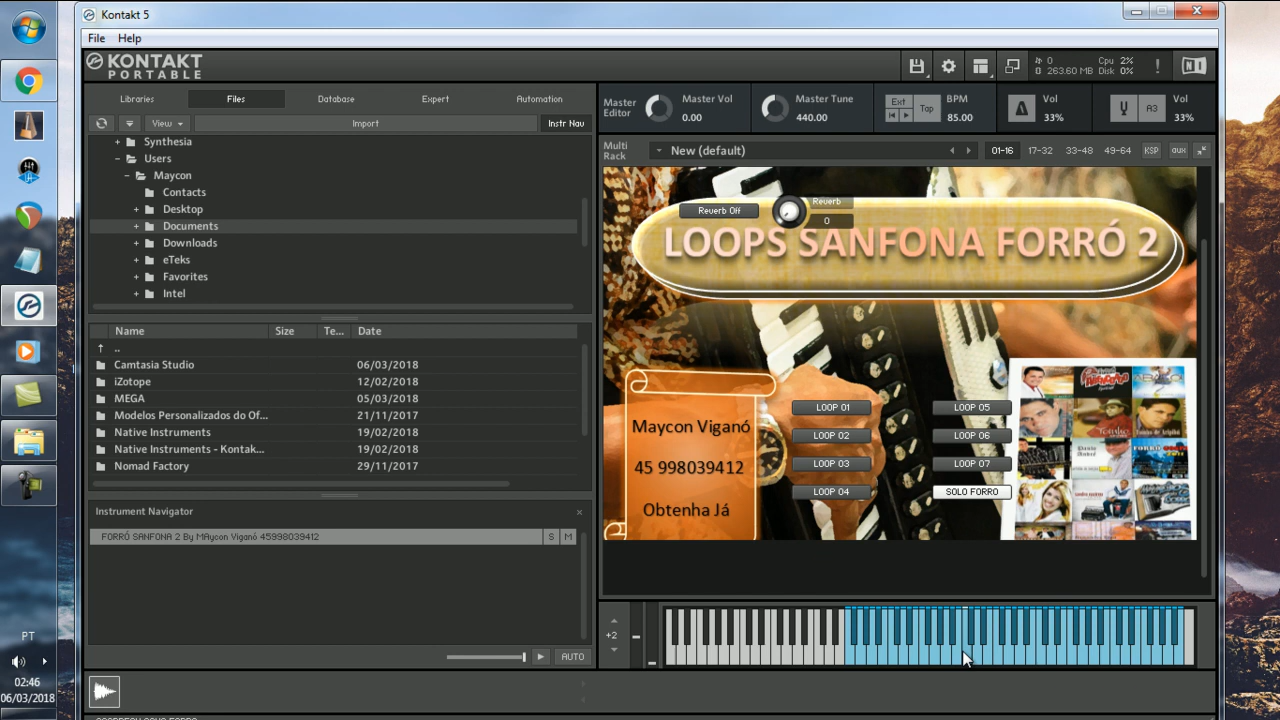 Kontakt 5
File Help
KONTAKT
PORTABLE
0
0 263.60 MB
Cpu 2%
Disk 0%
!
Libraries Files Database Expert Automation
View Import Instr Nav
Synthesia
Users
Maycon
Contacts
Desktop
Documents
Downloads
eTeks
Favorites
Intel
Name Size Te... Date
..
Camtasia Studio 06/03/2018
iZotope 12/02/2018
MEGA 05/03/2018
Modelos Personalizados do Of... 21/11/2017
Native Instruments 19/02/2018
Native Instruments - Kontak... 19/02/2018
Nomad Factory 29/11/2017
Instrument Navigator
FORRÓ SANFONA 2 By MAycon Viganó 45998039412 S M
AUTO
Master
Editor
Master Vol
0.00
Master Tune
440.00
Ext
Tap
BPM
85.00
Vol
33%
A3
Vol
33%
Multi
Rack
New (default) 01-16 17-32 33-48 49-64 KSP aux
Reverb Off
Reverb
0
LOOPS SANFONA FORRÓ 2
Maycon Viganó
45 998039412
Obtenha Já
LOOP 01
LOOP 02
LOOP 03
LOOP 04
LOOP 05
LOOP 06
LOOP 07
SOLO FORRO
+2
PT
02:46
06/03/2018